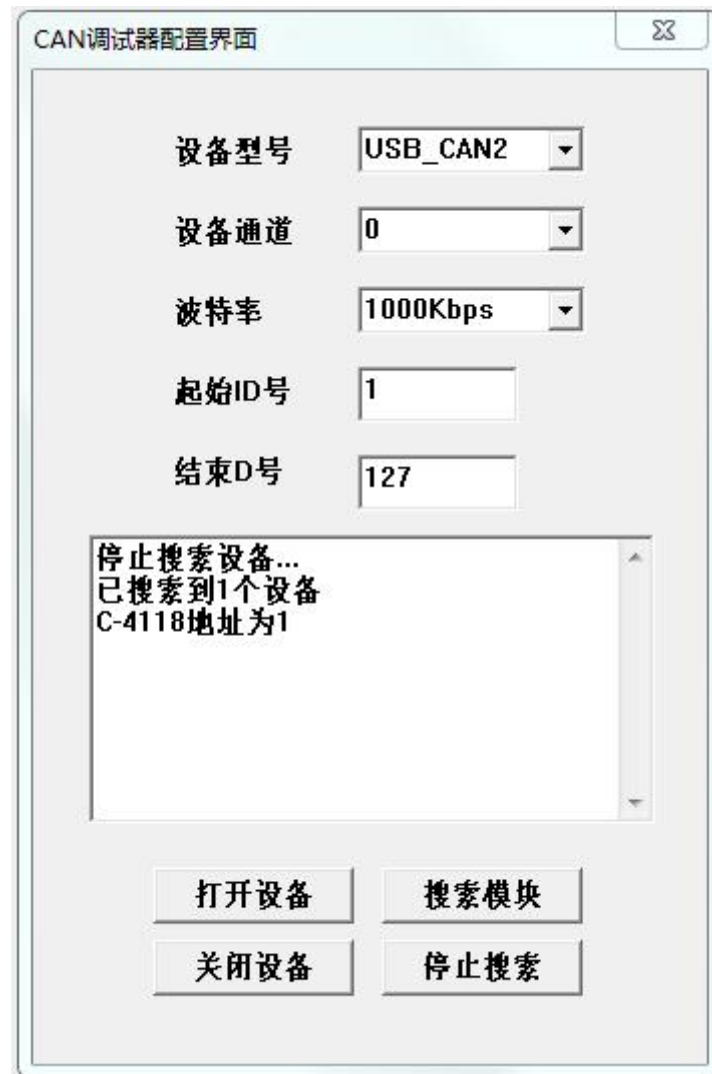 CAN调试器配置界面
设备型号 USB_CAN2
设备通道 0
波特率 1000Kbps
起始ID号 1
结束D号 127
停止搜索设备...
已搜索到1个设备
C-4118地址为1
打开设备 搜索模块
关闭设备 停止搜索